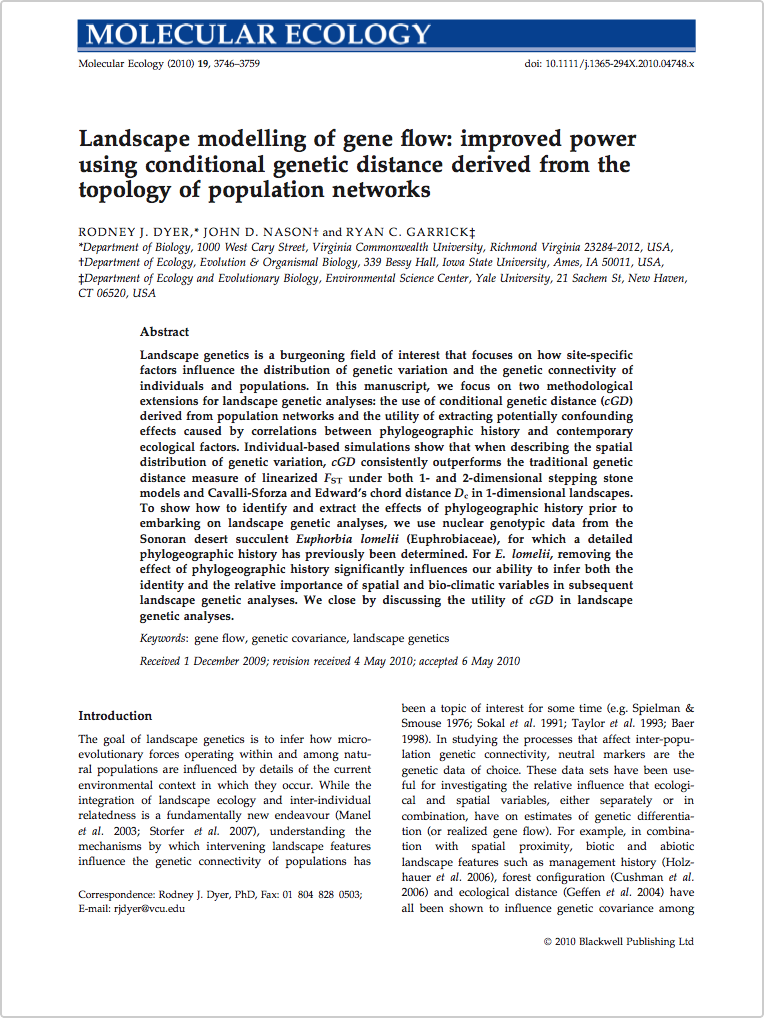 MOLECULAR ECOLOGY
Molecular Ecology (2010) 19, 3746–3759
doi: 10.1111/j.1365-294X.2010.04748.x
Landscape modelling of gene flow: improved power
using conditional genetic distance derived from the
topology of population networks
RODNEY J. DYER,* JOHN D. NASON† and RYAN C. GARRICK‡
*Department of Biology, 1000 West Cary Street, Virginia Commonwealth University, Richmond Virginia 23284-2012, USA,
†Department of Ecology, Evolution & Organismal Biology, 339 Bessy Hall, Iowa State University, Ames, IA 50011, USA,
‡Department of Ecology and Evolutionary Biology, Environmental Science Center, Yale University, 21 Sachem St, New Haven,
CT 06520, USA
Abstract
Landscape genetics is a burgeoning field of interest that focuses on how site-specific
factors influence the distribution of genetic variation and the genetic connectivity of
individuals and populations. In this manuscript, we focus on two methodological
extensions for landscape genetic analyses: the use of conditional genetic distance (cGD)
derived from population networks and the utility of extracting potentially confounding
effects caused by correlations between phylogeographic history and contemporary
ecological factors. Individual-based simulations show that when describing the spatial
distribution of genetic variation, cGD consistently outperforms the traditional genetic
distance measure of linearized FST under both 1- and 2-dimensional stepping stone
models and Cavalli-Sforza and Edward's chord distance Dc in 1-dimensional landscapes.
To show how to identify and extract the effects of phylogeographic history prior to
embarking on landscape genetic analyses, we use nuclear genotypic data from the
Sonoran desert succulent Euphorbia lomelii (Euphrobiaceae), for which a detailed
phylogeographic history has previously been determined. For E. lomelii, removing the
effect of phylogeographic history significantly influences our ability to infer both the
identity and the relative importance of spatial and bio-climatic variables in subsequent
landscape genetic analyses. We close by discussing the utility of cGD in landscape
genetic analyses.
Keywords: gene flow, genetic covariance, landscape genetics
Received 1 December 2009; revision received 4 May 2010; accepted 6 May 2010
Introduction
The goal of landscape genetics is to infer how micro-
evolutionary forces operating within and among natu-
ral populations are influenced by details of the current
environmental context in which they occur. While the
integration of landscape ecology and inter-individual
relatedness is a fundamentally new endeavour (Manel
et al. 2003; Storfer et al. 2007), understanding the
mechanisms by which intervening landscape features
influence the genetic connectivity of populations has
Correspondence: Rodney J. Dyer, PhD, Fax: 01 804 828 0503;
E-mail: rjdyer@vcu.edu
been a topic of interest for some time (e.g. Spielman &
Smouse 1976; Sokal et al. 1991; Taylor et al. 1993; Baer
1998). In studying the processes that affect inter-popu-
lation genetic connectivity, neutral markers are the
genetic data of choice. These data sets have been use-
ful for investigating the relative influence that ecologi-
cal and spatial variables, either separately or in
combination, have on estimates of genetic differentia-
tion (or realized gene flow). For example, in combina-
tion with spatial proximity, biotic and abiotic
landscape features such as management history (Holz-
hauer et al. 2006), forest configuration (Cushman et al.
2006) and ecological distance (Geffen et al. 2004) have
all been shown to influence genetic covariance among
© 2010 Blackwell Publishing Ltd